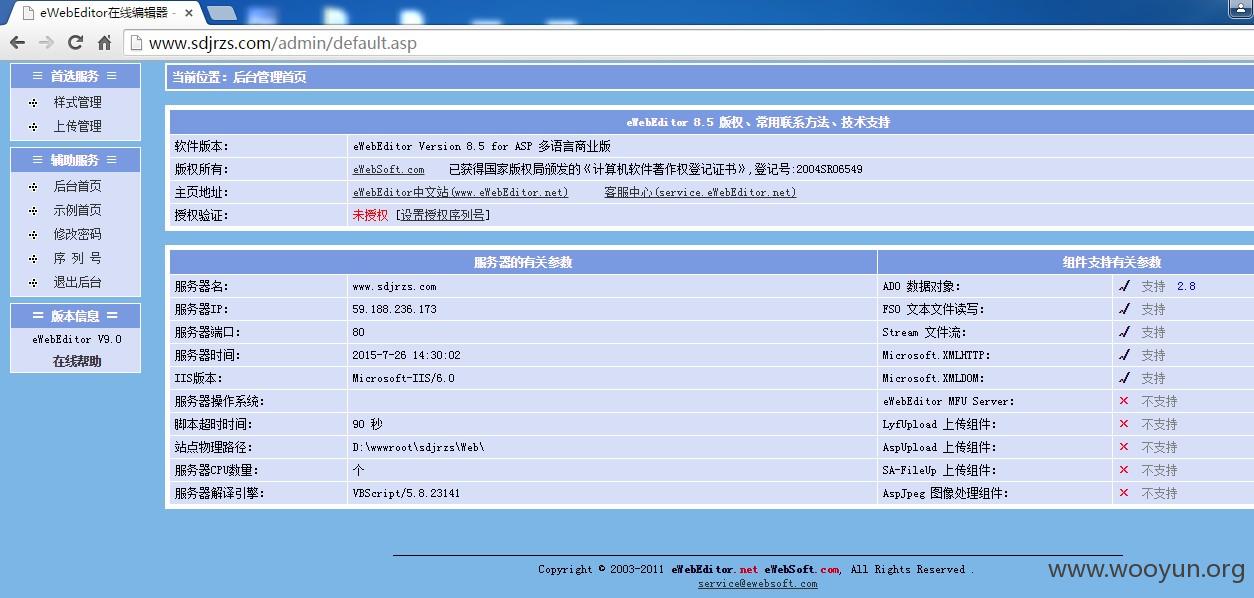 eWebEditor在线编辑器 -
www.sdjrzs.com/admin/default.asp
首选服务
样式管理
上传管理
辅助服务
后台首页
示例首页
修改密码
序 列 号
退出后台
版本信息
eWebEditor V9.0
在线帮助
当前位置：后台管理首页
eWebEditor 8.5 版权、常用联系方法、技术支持
软件版本： eWebEditor Version 8.5 for ASP 多语言商业版
版权所有： eWebSoft.com 已获得国家版权局颁发的《计算机软件著作权登记证书》,登记号:2004SR06549
主页地址： eWebEditor中文站(www.eWebEditor.net) 客服中心(service.eWebEditor.net)
授权验证： 未授权 [设置授权序列号]
服务器的有关参数 组件支持有关参数
服务器名： www.sdjrzs.com ADO 数据对象： 支持 2.8
服务器IP： 59.188.236.173 FSO 文本文件读写： 支持
服务器端口： 80 Stream 文件流： 支持
服务器时间： 2015-7-26 14:30:02 Microsoft.XMLHTTP： 支持
IIS版本： Microsoft-IIS/6.0 Microsoft.XMLDOM： 支持
服务器操作系统： eWebEditor MFU Server： × 不支持
脚本超时时间： 90 秒 LyfUpload 上传组件： × 不支持
站点物理路径： D:\wwwroot\sdjrzs\Web\ AspUpload 上传组件： × 不支持
服务器CPU数量： 个 SA-FileUp 上传组件： × 不支持
服务器解译引擎： VBScript/5.8.23141 AspJpeg 图像处理组件： × 不支持
Copyright © 2003-2011 eWebEditor.net eWebSoft.com, All Rights Reserved .
service@ewebsoft.com
www.wooyun.org